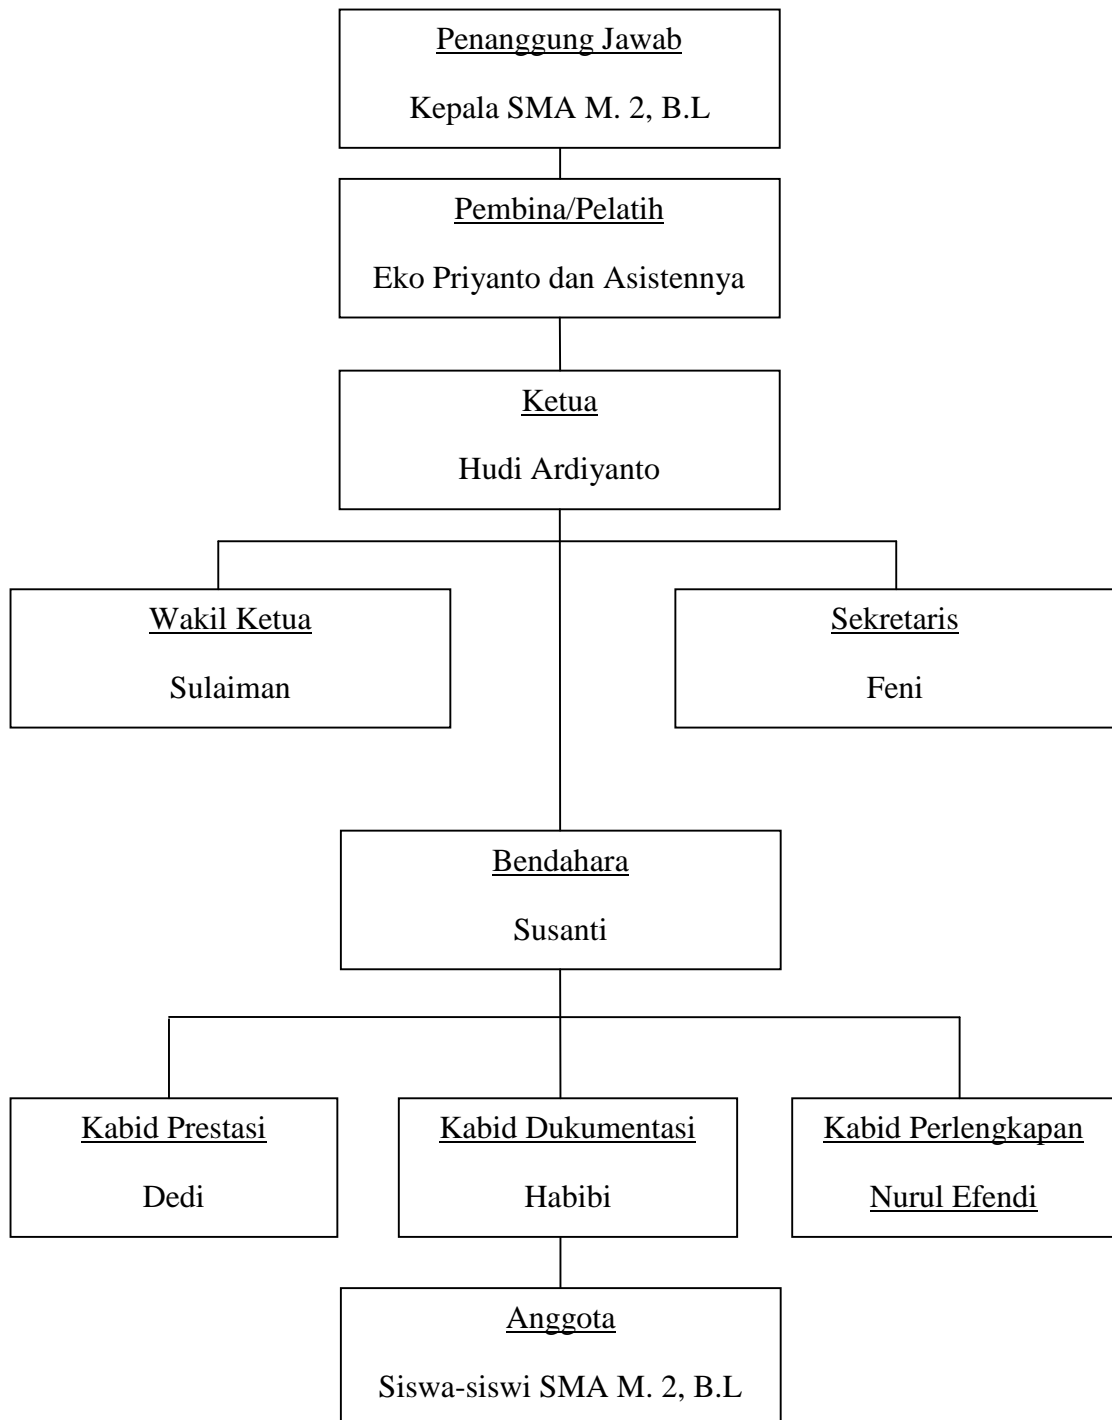 Penanggung Jawab
Kepala SMA M. 2, B.L
Pembina/Pelatih
Eko Priyanto dan Asistennya
Ketua
Hudi Ardiyanto
Wakil Ketua
Sulaiman
Sekretaris
Feni
Bendahara
Susanti
Kabid Prestasi
Dedi
Kabid Dukumentasi
Habibi
Kabid Perlengkapan
Nurul Efendi
Anggota
Siswa-siswi SMA M. 2, B.L